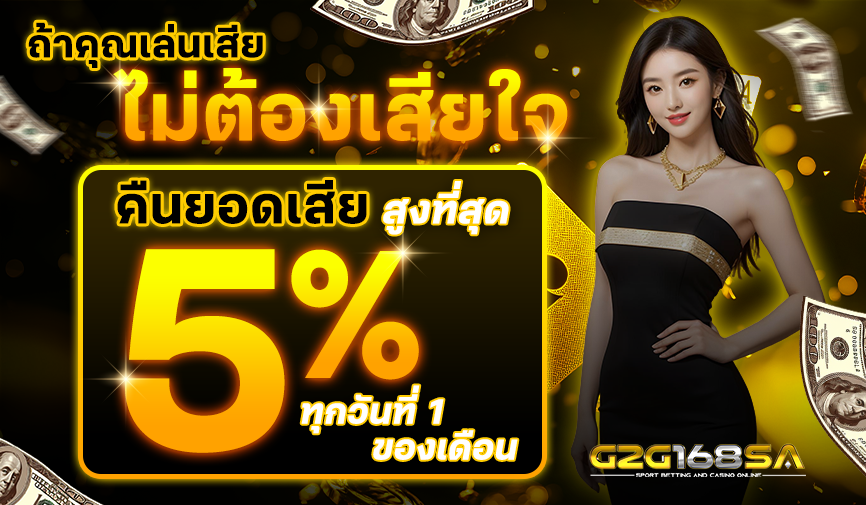 ถ้าคุณเล่นเสีย
ไม่ต้องเสียใจ
คืนยอดเสีย สูงที่สุด
5%
ทุกวันที่ 1
ของเดือน
G2G168SA
SPORT BETTING AND CASINO ONLINE